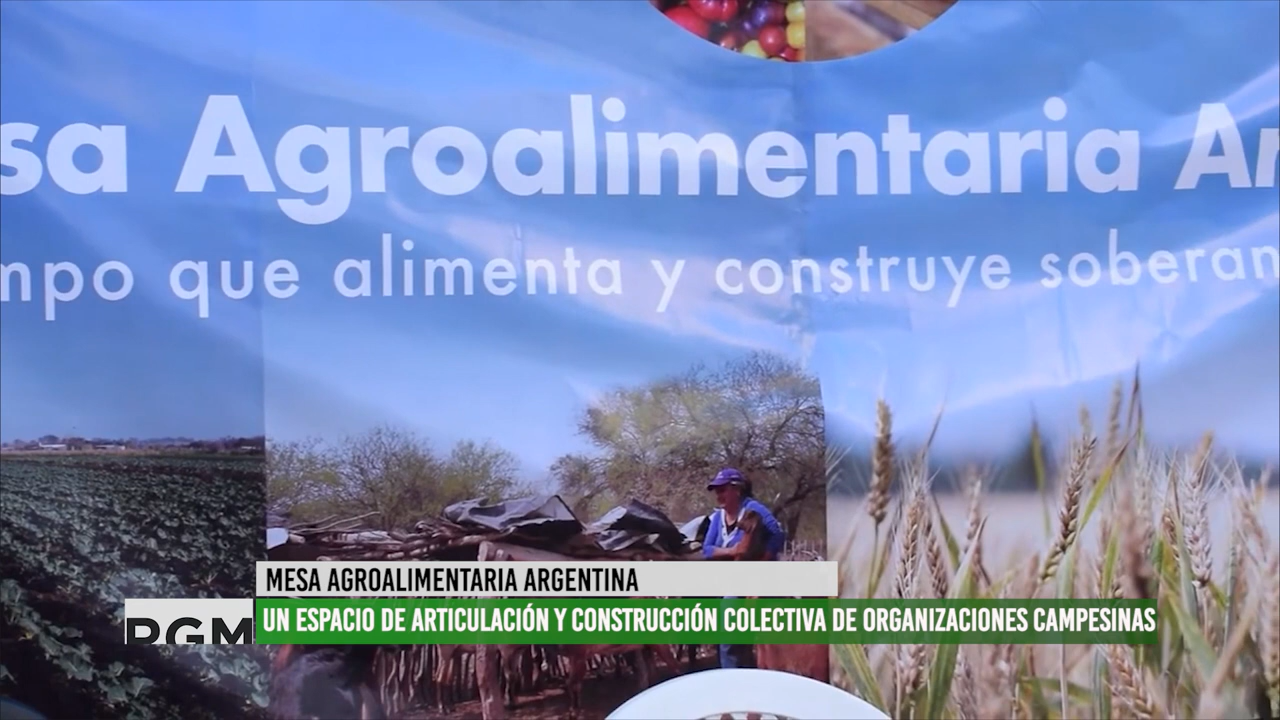 sa Agroalimentaria Ar
mpo que alimenta y construye soberan
MESA AGROALIMENTARIA ARGENTINA
UN ESPACIO DE ARTICULACIÓN Y CONSTRUCCIÓN COLECTIVA DE ORGANIZACIONES CAMPESINAS
PGM